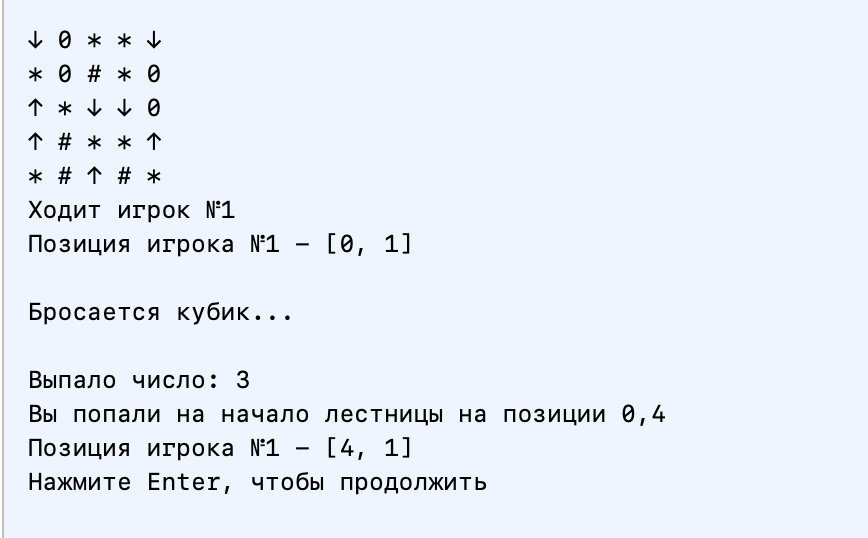 ↓ 0 * * ↓
* 0 # * 0
↑ * ↓ ↓ 0
↑ # * * ↑
* # ↑ # *
Ходит игрок №1
Позиция игрока №1 – [0, 1]
Бросается кубик...
Выпало число: 3
Вы попали на начало лестницы на позиции 0,4
Позиция игрока №1 – [4, 1]
Нажмите Enter, чтобы продолжить